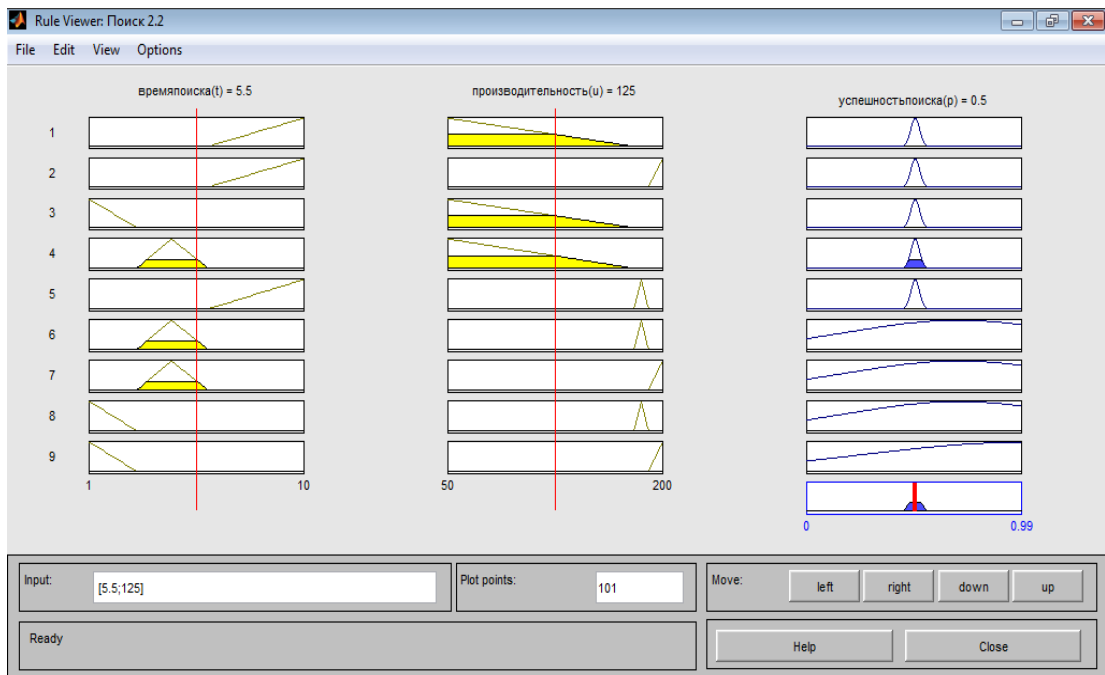 Rule Viewer: Поиск 2.2
File Edit View Options
времяпоиска(t) = 5.5
производительность(u) = 125
успешностьпоиска(p) = 0.5
1
2
3
4
5
6
7
8
9
1 10
50 200
0 0.99
Input: [5.5;125]
Plot points: 101
Move: left right down up
Ready
Help Close